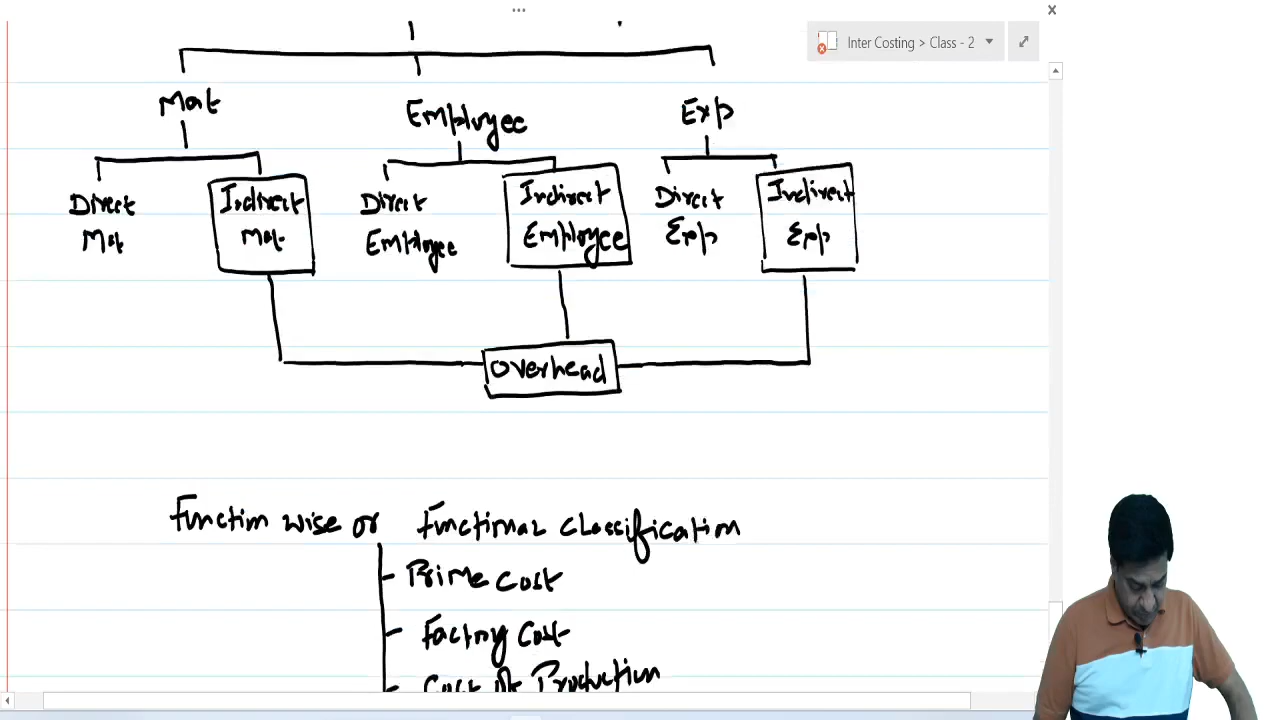 Inter Costing > Class - 2
Mat
Employee
Exp
Direct
Mat
Indirect
Mat
Direct
Employee
Indirect
Employee
Direct
Exp
Indirect
Exp
Overhead
Function wise or Functional classification
Prime Cost
Factory Cost
Cost of Production